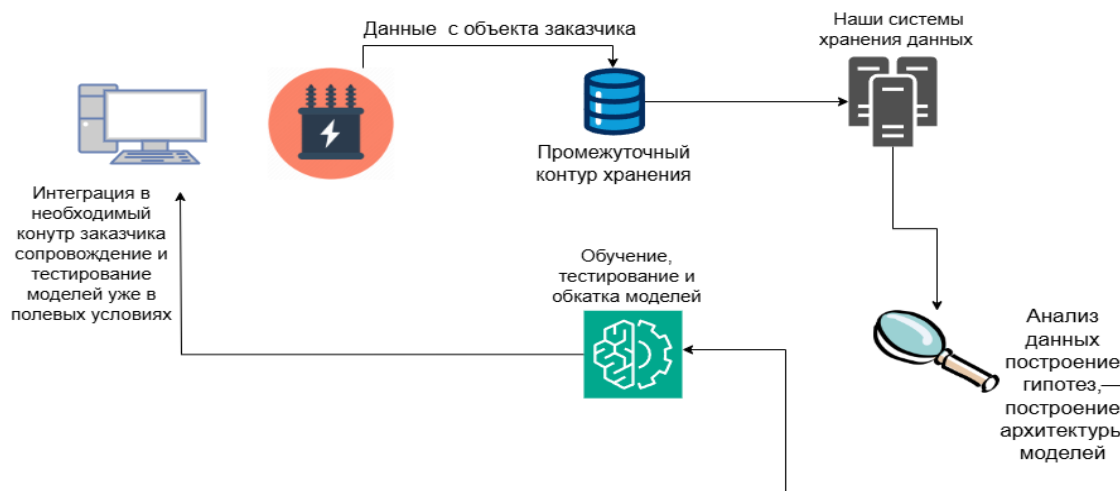 Данные с объекта заказчика
Наши системы
хранения данных
Промежуточный
контур хранения
Интеграция в
необходимый
конутр заказчика
сопровождение и
тестирование
моделей уже в
полевых условиях
Обучение,
тестирование и
обкатка моделей
Анализ
данных
построение
гипотез,
построение
архитектуры
моделей